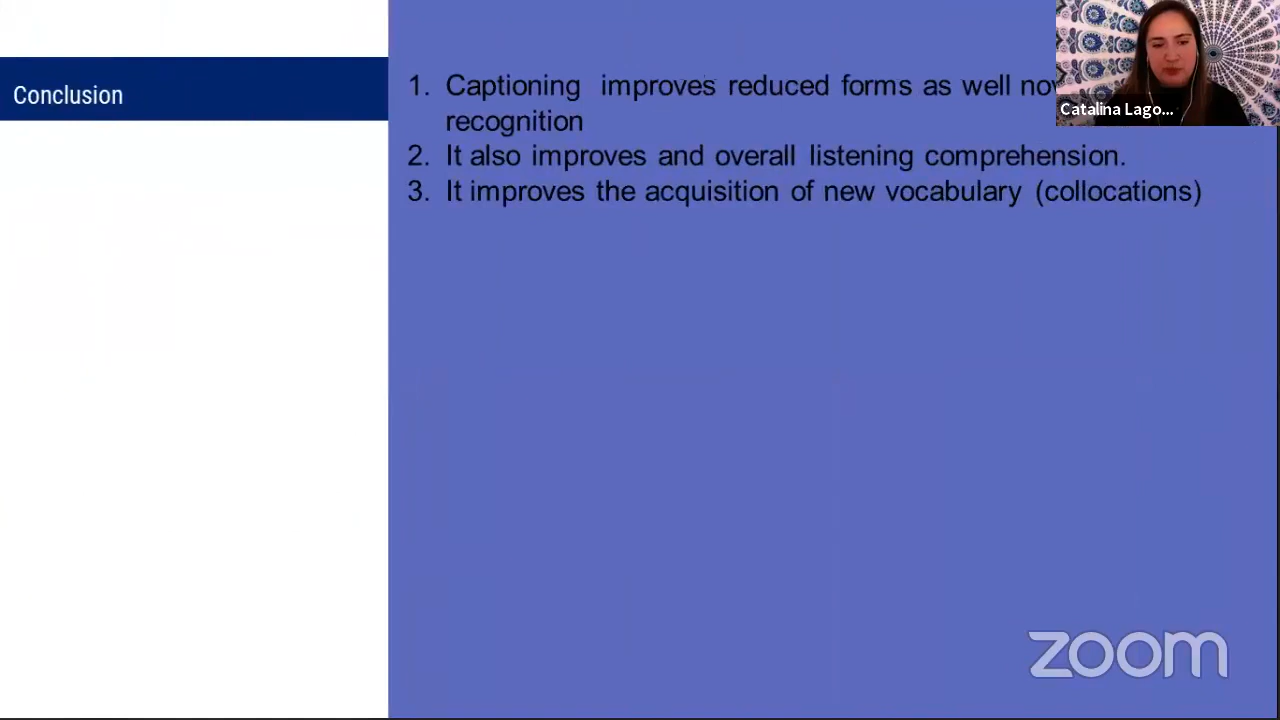 Conclusion
1. Captioning improves reduced forms as well
recognition
2. It also improves and overall listening comprehension.
3. It improves the acquisition of new vocabulary (collocations)
Catalina Lago...
zoom